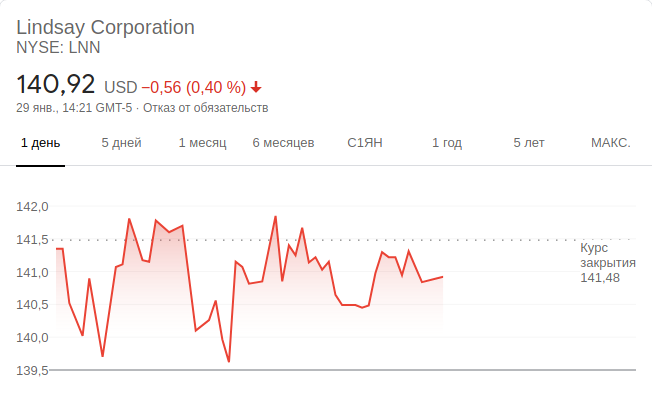 Lindsay Corporation
NYSE: LNN
140,92 USD −0,56 (0,40 %)
29 янв., 14:21 GMT-5 · Отказ от обязательств
1 день 5 дней 1 месяц 6 месяцев С1ЯН 1 год 5 лет МАКС.
142,0
141,5
Курс
закрытия
141,48
141,0
140,5
140,0
139,5